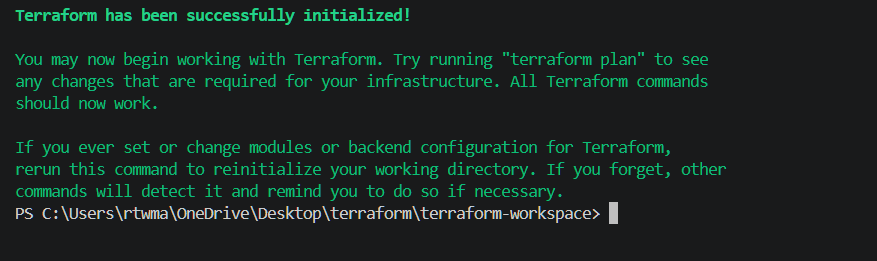 Terraform has been successfully initialized!
You may now begin working with Terraform. Try running "terraform plan" to see
any changes that are required for your infrastructure. All Terraform commands
should now work.
If you ever set or change modules or backend configuration for Terraform,
rerun this command to reinitialize your working directory. If you forget, other
commands will detect it and remind you to do so if necessary.
PS C:\Users\rtwma\OneDrive\Desktop\terraform\terraform-workspace>